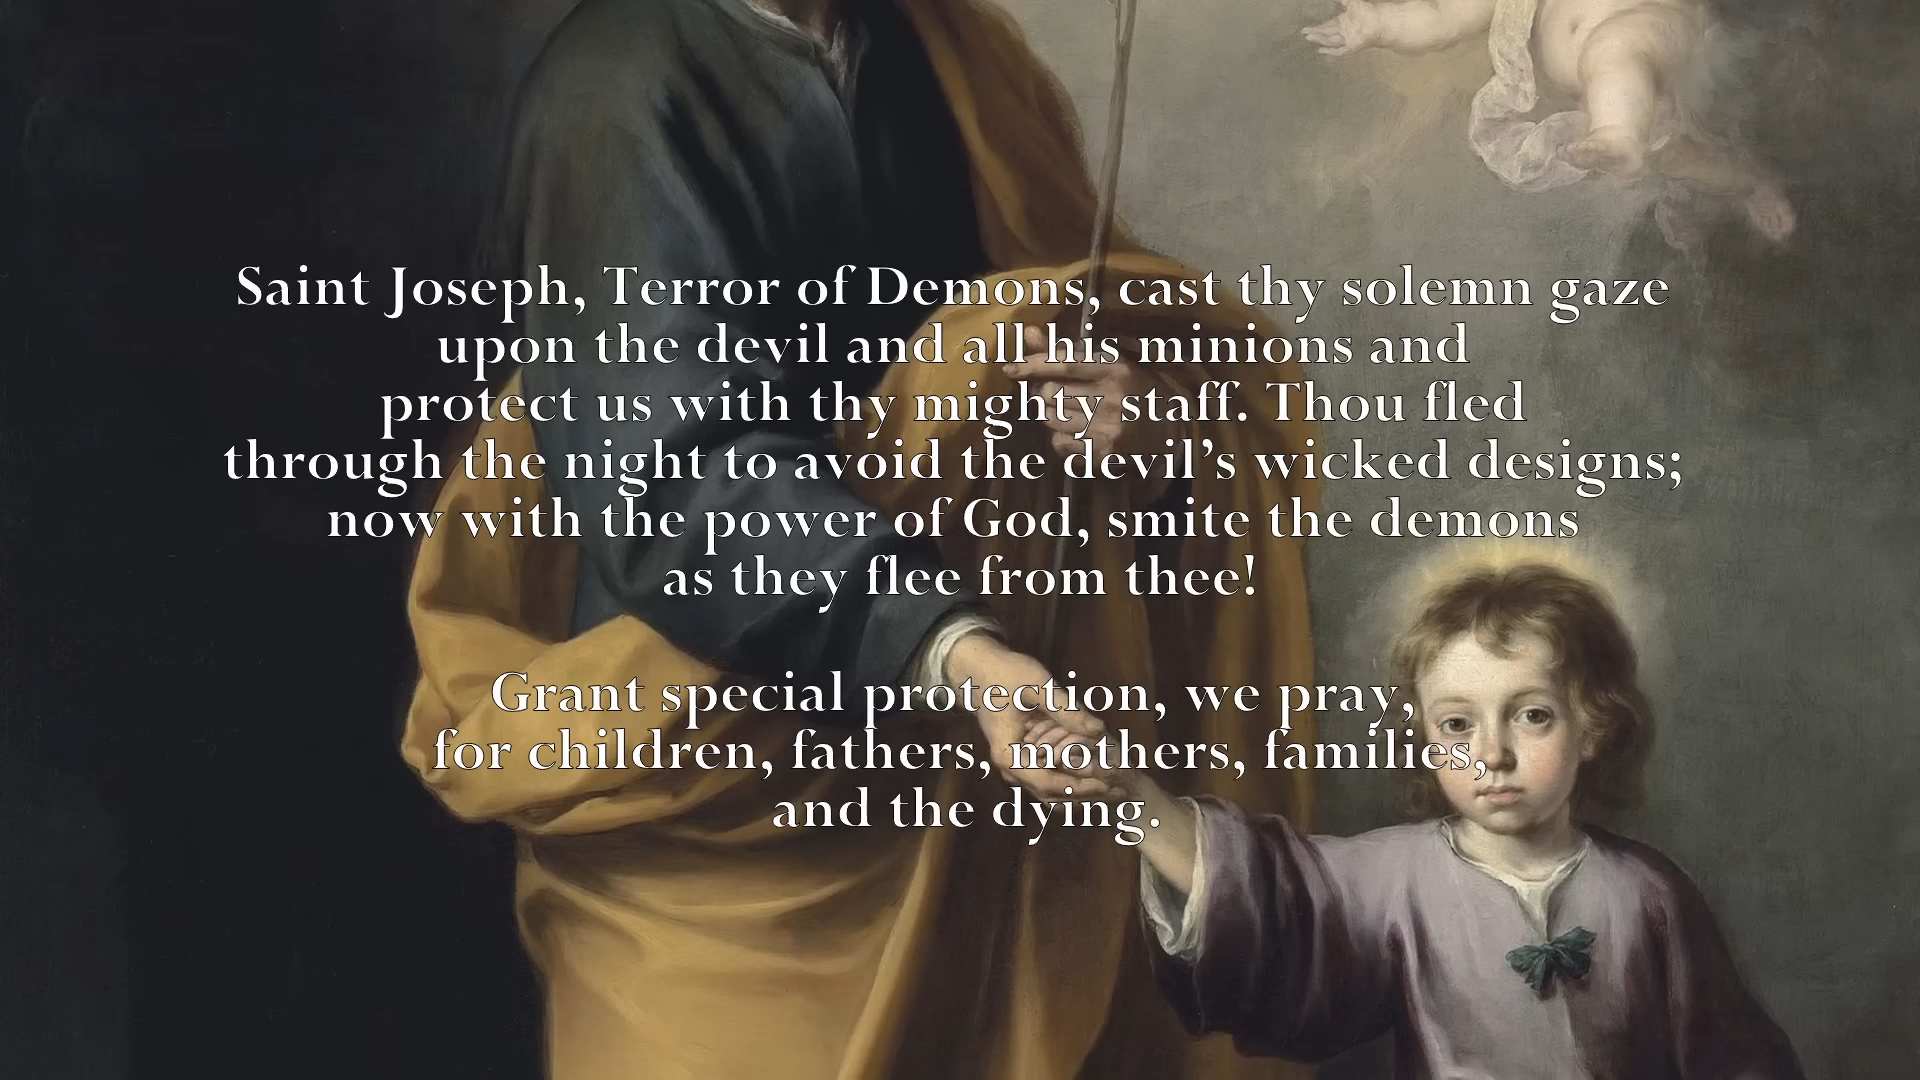 Saint Joseph, Terror of Demons, cast thy solemn gaze
upon the devil and all his minions and
protect us with thy mighty staff. Thou fled
through the night to avoid the devil’s wicked designs;
now with the power of God, smite the demons
as they flee from thee!
Grant special protection, we pray,
for children, fathers, mothers, families,
and the dying.